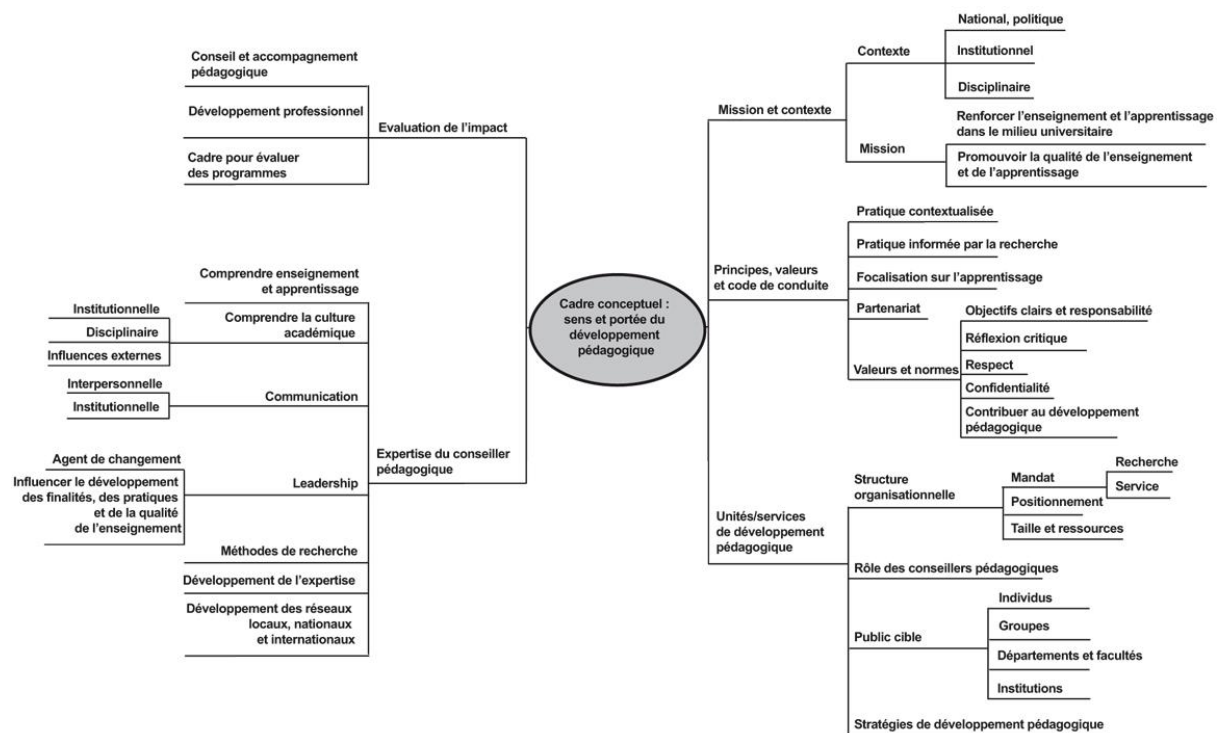 Cadre conceptuel :
sens et portée du
développement
pédagogique
Conseil et accompagnement
pédagogique
Développement professionnel
Evaluation de l'impact
Cadre pour évaluer
des programmes
Comprendre enseignement
et apprentissage
Institutionnelle
Comprendre la culture
académique
Disciplinaire
Influences externes
Interpersonnelle
Communication
Institutionnelle
Expertise du conseiller
pédagogique
Agent de changement
Leadership
Influencer le développement
des finalités, des pratiques
et de la qualité
de l'enseignement
Méthodes de recherche
Développement de l'expertise
Développement des réseaux
locaux, nationaux
et internationaux
Mission et contexte
Contexte
National, politique
Institutionnel
Disciplinaire
Mission
Renforcer l'enseignement et l'apprentissage
dans le milieu universitaire
Promouvoir la qualité de l'enseignement
et de l'apprentissage
Principes, valeurs
et code de conduite
Pratique contextualisée
Pratique informée par la recherche
Focalisation sur l'apprentissage
Partenariat
Valeurs et normes
Objectifs clairs et responsabilité
Réflexion critique
Respect
Confidentialité
Contribuer au développement
pédagogique
Unités/services
de développement
pédagogique
Structure
organisationnelle
Mandat
Recherche
Service
Positionnement
Taille et ressources
Rôle des conseillers pédagogiques
Public cible
Individus
Groupes
Départements et facultés
Institutions
Stratégies de développement pédagogique